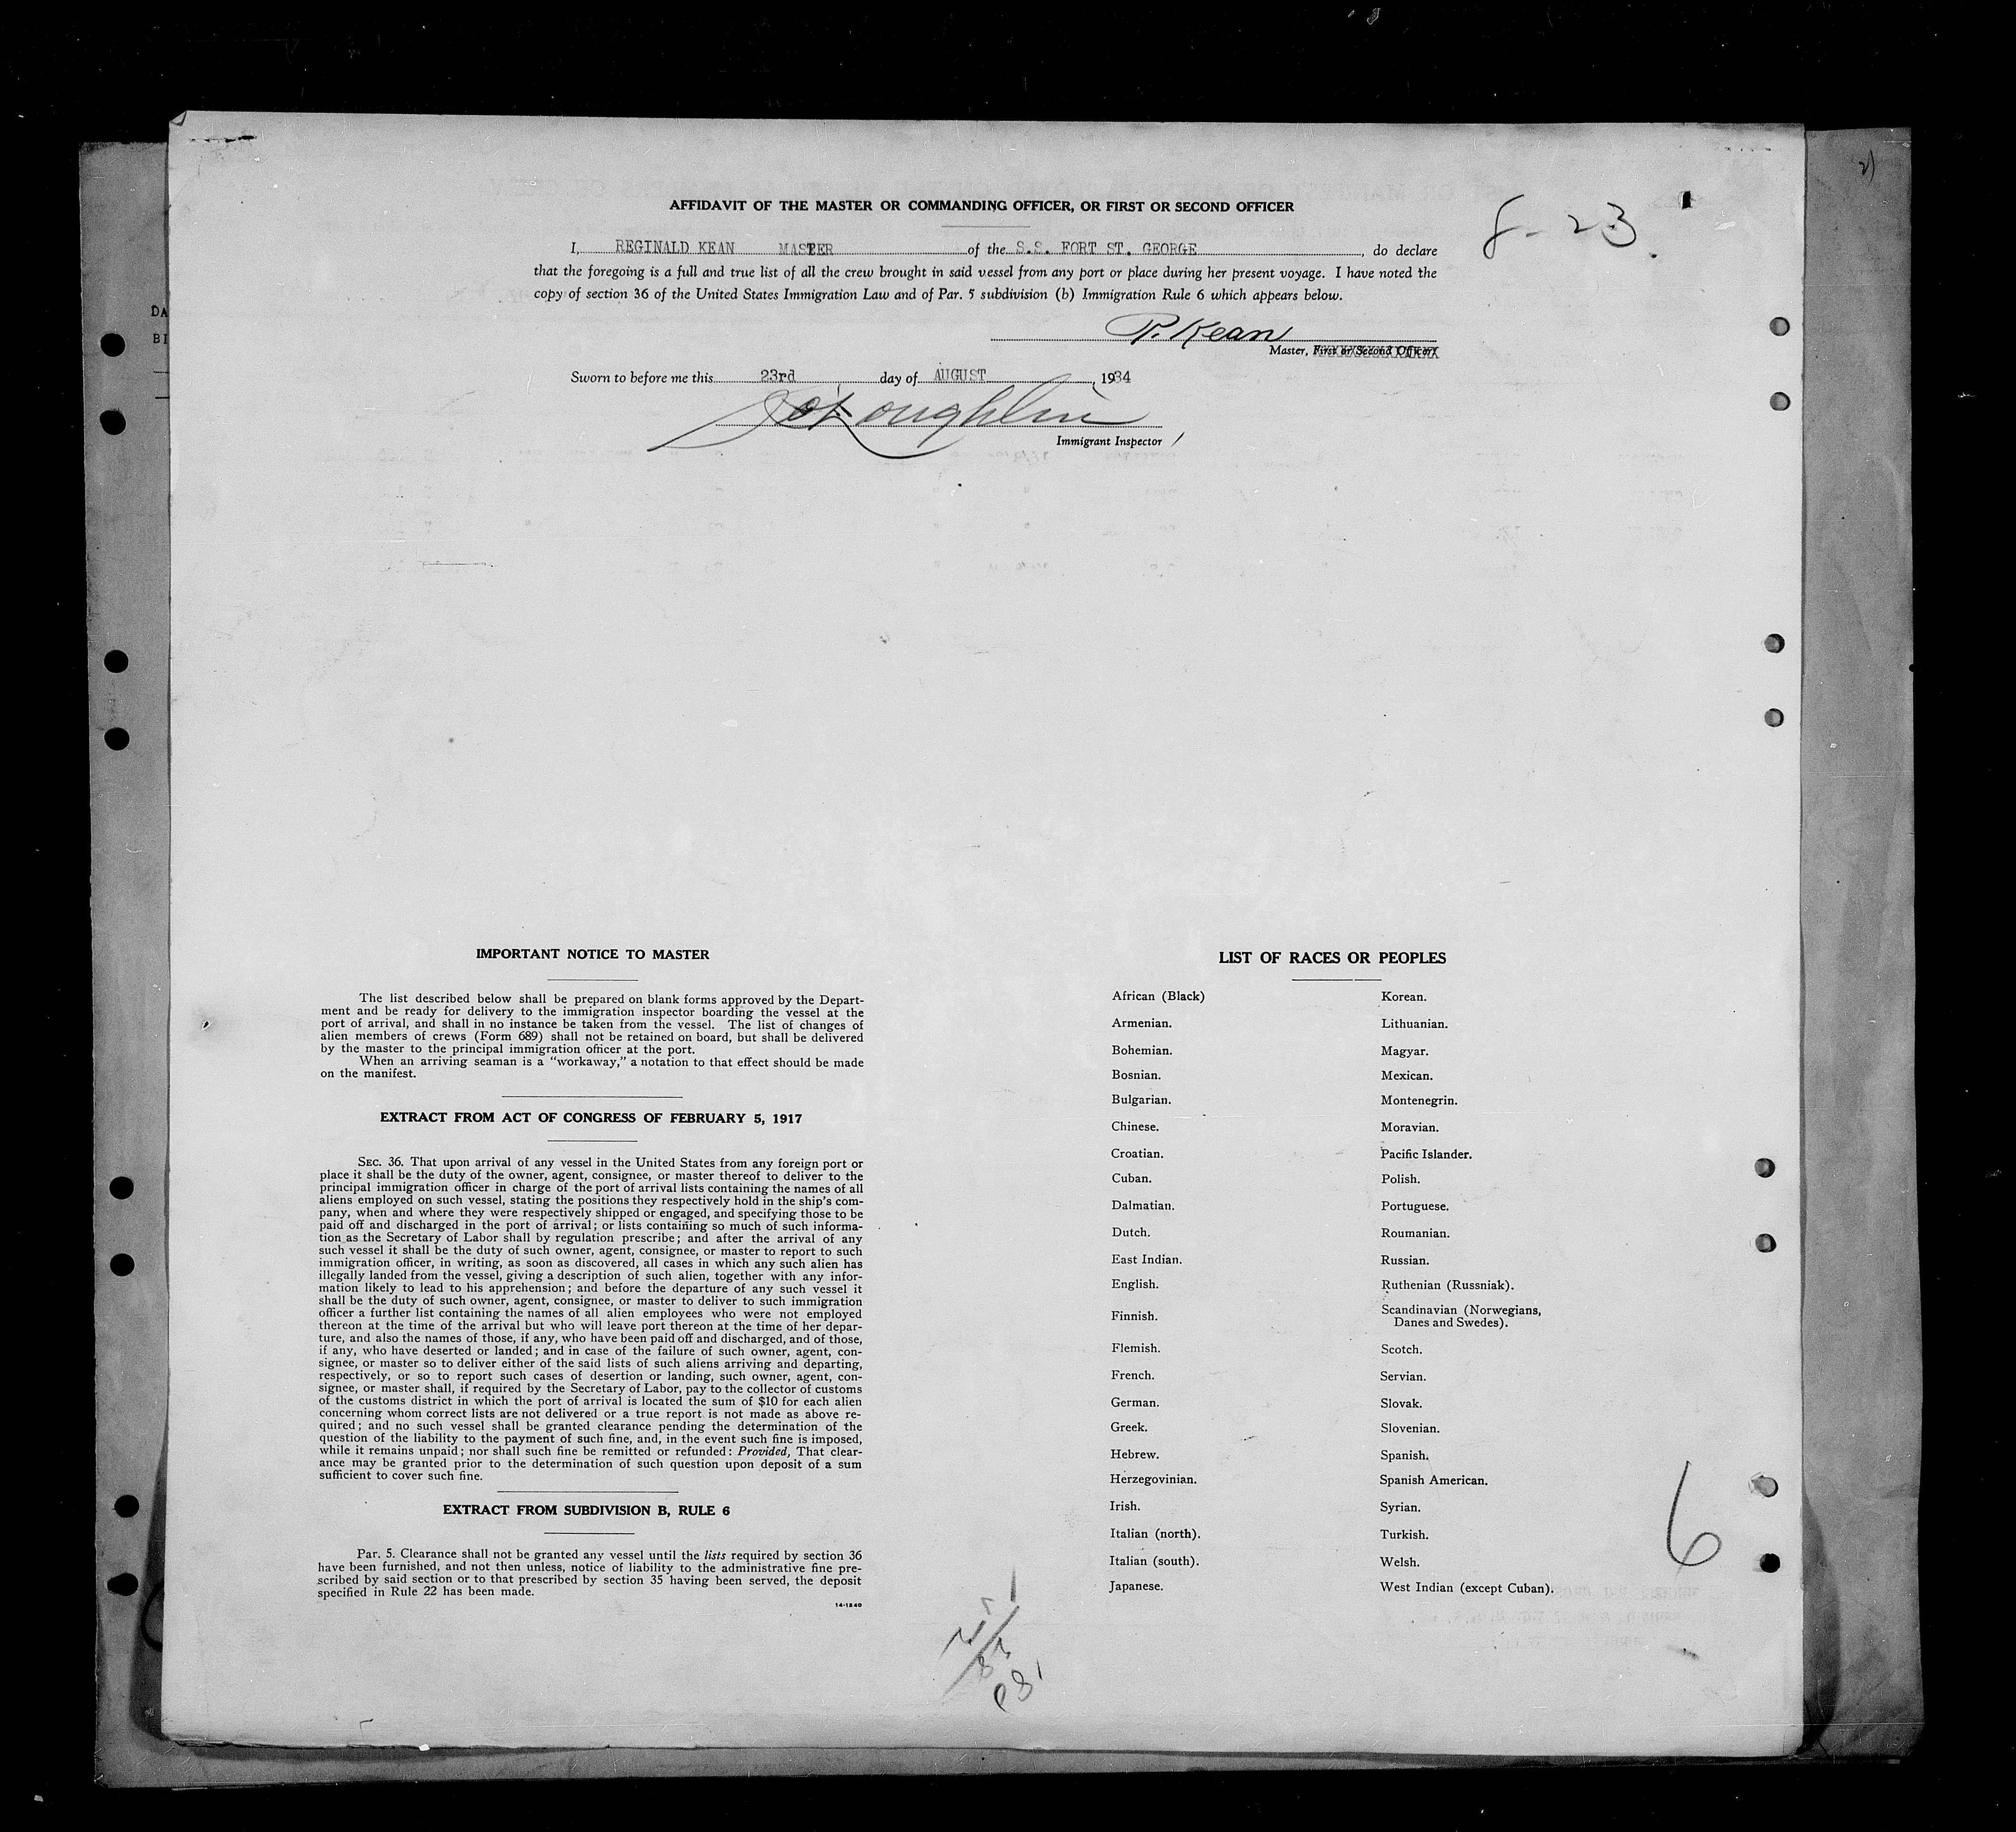 AFFIDAVIT OF THE MASTER OR COMMANDING OFFICER, OR FIRST OR SECOND OFFICER
8-23.
I, REGINALD KEAN MASTER of the S.S. FORT ST. GEORGE, do declare
that the foregoing is a full and true list of all the crew brought in said vessel from any port or place during her present voyage. I have noted the
copy of section 36 of the United States Immigration Law and of Par. 5 subdivision (b) Immigration Rule 6 which appears below.
R. Kean
Master, First or Second Officer
Sworn to before me this 23rd day of AUGUST, 1934
Loughlin
Immigrant Inspector
DA
BI
IMPORTANT NOTICE TO MASTER
The list described below shall be prepared on blank forms approved by the Depart-
ment and be ready for delivery to the immigration inspector boarding the vessel at the
port of arrival, and shall in no instance be taken from the vessel. The list of changes of
alien members of crews (Form 689) shall not be retained on board, but shall be delivered
by the master to the principal immigration officer at the port.
When an arriving seaman is a "workaway," a notation to that effect should be made
on the manifest.
EXTRACT FROM ACT OF CONGRESS OF FEBRUARY 5, 1917
SEC. 36. That upon arrival of any vessel in the United States from any foreign port or
place it shall be the duty of the owner, agent, consignee, or master thereof to deliver to the
principal immigration officer in charge of the port of arrival lists containing the names of all
aliens employed on such vessel, stating the positions they respectively hold in the ship's com-
pany, when and where they were respectively shipped or engaged, and specifying those to be
paid off and discharged in the port of arrival; or lists containing so much of such informa-
tion as the Secretary of Labor shall by regulation prescribe; and after the arrival of any
such vessel it shall be the duty of such owner, agent, consignee, or master to report to such
immigration officer, in writing, as soon as discovered, all cases in which any such alien has
illegally landed from the vessel, giving a description of such alien, together with any infor-
mation likely to lead to his apprehension; and before the departure of any such vessel it
shall be the duty of such owner, agent, consignee, or master to deliver to such immigration
officer a further list containing the names of all alien employees who were not employed
thereon at the time of the arrival but who will leave port thereon at the time of her depar-
ture, and also the names of those, if any, who have been paid off and discharged, and of those,
if any, who have deserted or landed; and in case of the failure of such owner, agent, con-
signee, or master so to deliver either of the said lists of such aliens arriving and departing,
respectively, or so to report such cases of desertion or landing, such owner, agent, con-
signee, or master shall, if required by the Secretary of Labor, pay to the collector of customs
of the customs district in which the port of arrival is located the sum of $10 for each alien
concerning whom correct lists are not delivered or a true report is not made as above re-
quired; and no such vessel shall be granted clearance pending the determination of the
question of the liability to the payment of such fine, and, in the event such fine is imposed,
while it remains unpaid; nor shall such fine be remitted or refunded: Provided, That clear-
ance may be granted prior to the determination of such question upon deposit of a sum
sufficient to cover such fine.
EXTRACT FROM SUBDIVISION B, RULE 6
Par. 5. Clearance shall not be granted any vessel until the lists required by section 36
have been furnished, and not then unless, notice of liability to the administrative fine pre-
scribed by said section or to that prescribed by section 35 having been served, the deposit
specified in Rule 22 has been made.
14-1240
LIST OF RACES OR PEOPLES
African (Black)
Armenian.
Bohemian.
Bosnian.
Bulgarian.
Chinese.
Croatian.
Cuban.
Dalmatian.
Dutch.
East Indian.
English.
Finnish.
Flemish.
French.
German.
Greek.
Hebrew.
Herzegovinian.
Irish.
Italian (north).
Italian (south).
Japanese.
Korean.
Lithuanian.
Magyar.
Mexican.
Montenegrin.
Moravian.
Pacific Islander.
Polish.
Portuguese.
Roumanian.
Russian.
Ruthenian (Russniak).
Scandinavian (Norwegians,
Danes and Swedes).
Scotch.
Servian.
Slovak.
Slovenian.
Spanish.
Spanish American.
Syrian.
Turkish.
Welsh.
West Indian (except Cuban).
6